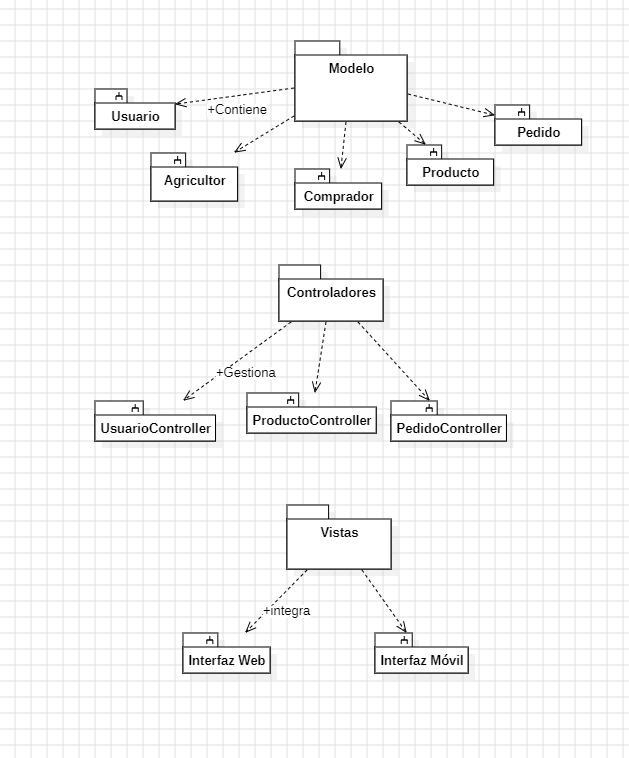 Modelo
Usuario
+Contiene
Pedido
Agricultor
Producto
Comprador
Controladores
+Gestiona
UsuarioController
ProductoController
PedidoController
Vistas
+integra
Interfaz Web
Interfaz Móvil